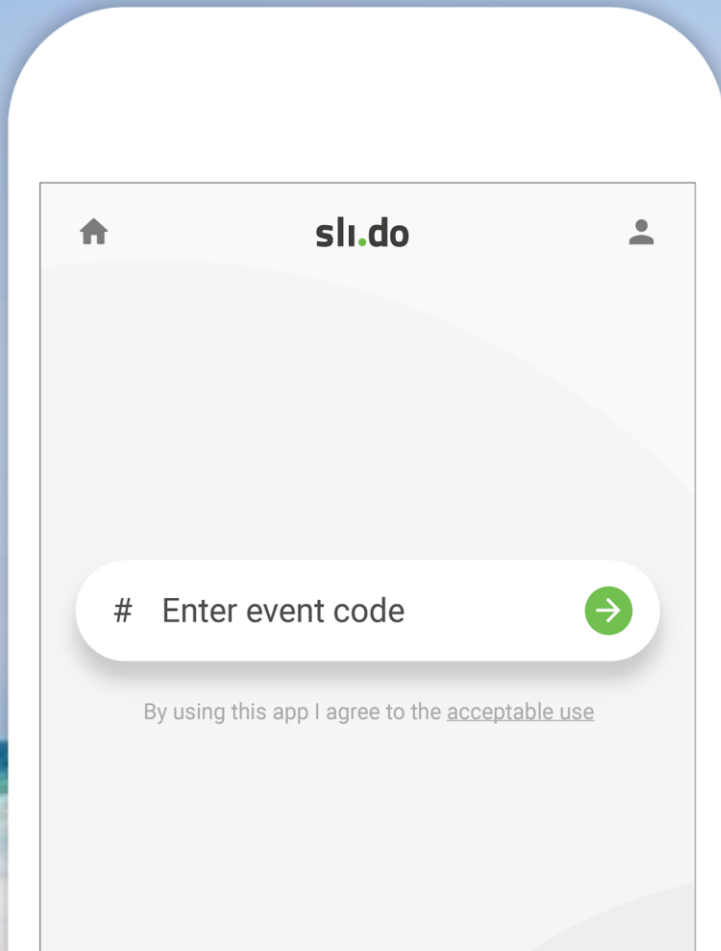 sli.do
# Enter event code
By using this app I agree to the acceptable use